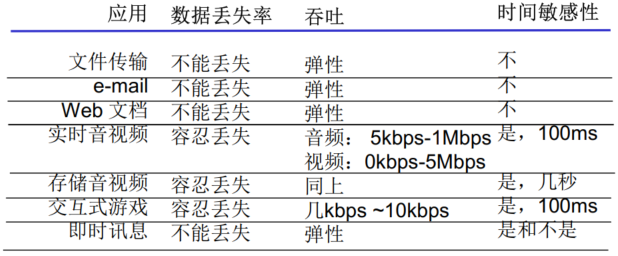 应用 数据丢失率 吞吐 时间敏感性
文件传输 不能丢失 弹性 不
e-mail 不能丢失 弹性 不
Web 文档 不能丢失 弹性 不
实时音视频 容忍丢失 音频： 5kbps-1Mbps 是，100ms
视频：0kbps-5Mbps
存储音视频 容忍丢失 同上 是，几秒
交互式游戏 容忍丢失 几kbps ~10kbps 是，100ms
即时讯息 不能丢失 弹性 是和不是